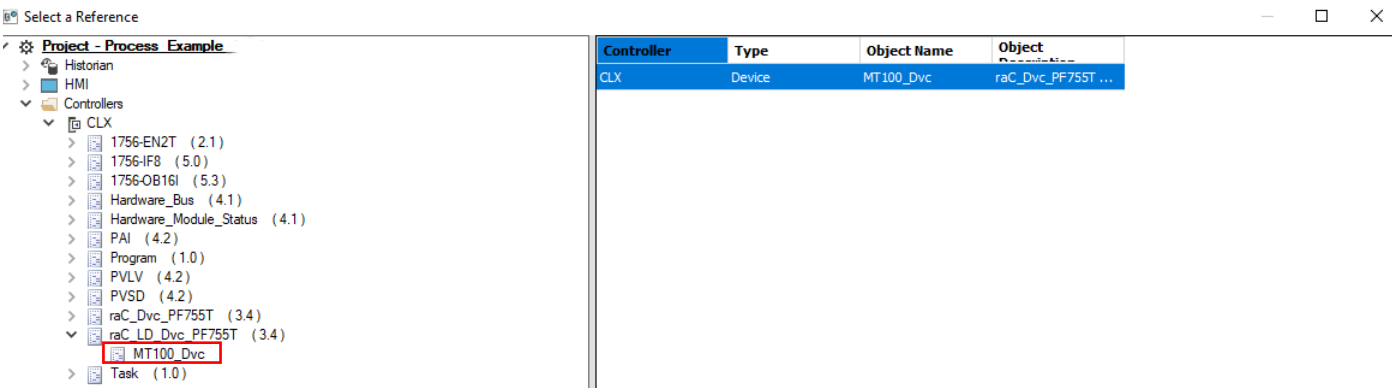 Select a Reference
Project - Process_Example
Historian
HMI
Controllers
CLX
1756-EN2T (2.1)
1756-IF8 (5.0)
1756-OB16I (5.3)
Hardware_Bus (4.1)
Hardware_Module_Status (4.1)
PAI (4.2)
Program (1.0)
PVLV (4.2)
PVSD (4.2)
raC_Dvc_PF755T (3.4)
raC_LD_Dvc_PF755T (3.4)
MT100_Dvc
Task (1.0)
Controller Type Object Name Object
CLX Device MT100_Dvc raC_Dvc_PF755T ...